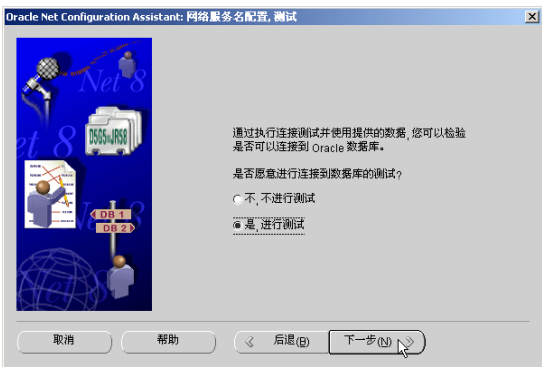 Oracle Net Configuration Assistant: 网络服务名配置, 测试
Net 8
et 8
D505=JRS8
DB 1
DB 2
通过执行连接测试并使用提供的数据, 您可以检验
是否可以连接到 Oracle 数据库。
是否愿意进行连接到数据库的测试?
不, 不进行测试
是, 进行测试
取消
帮助
后退(B)
下一步(N)